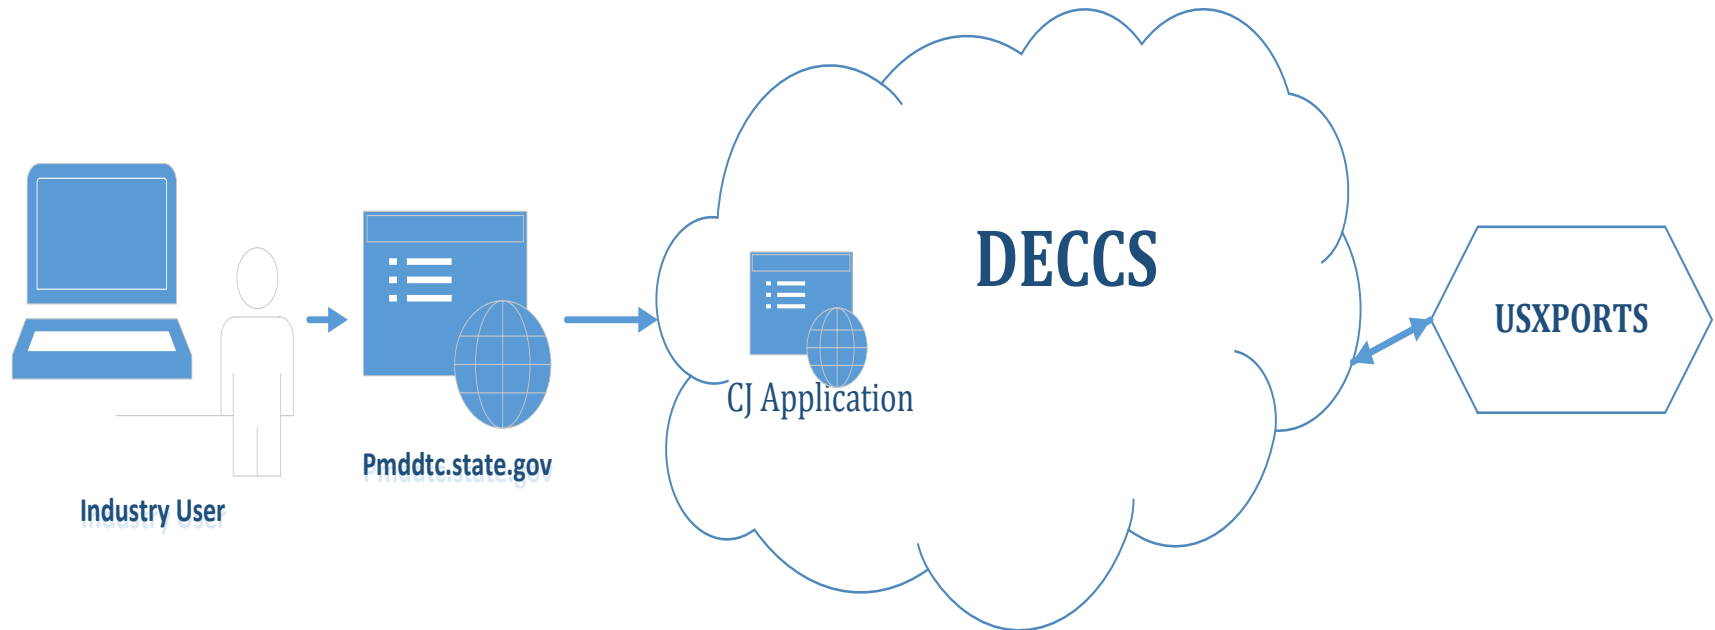 Industry User
Pmddtc.state.gov
CJ Application
DECCS
USXPORTS